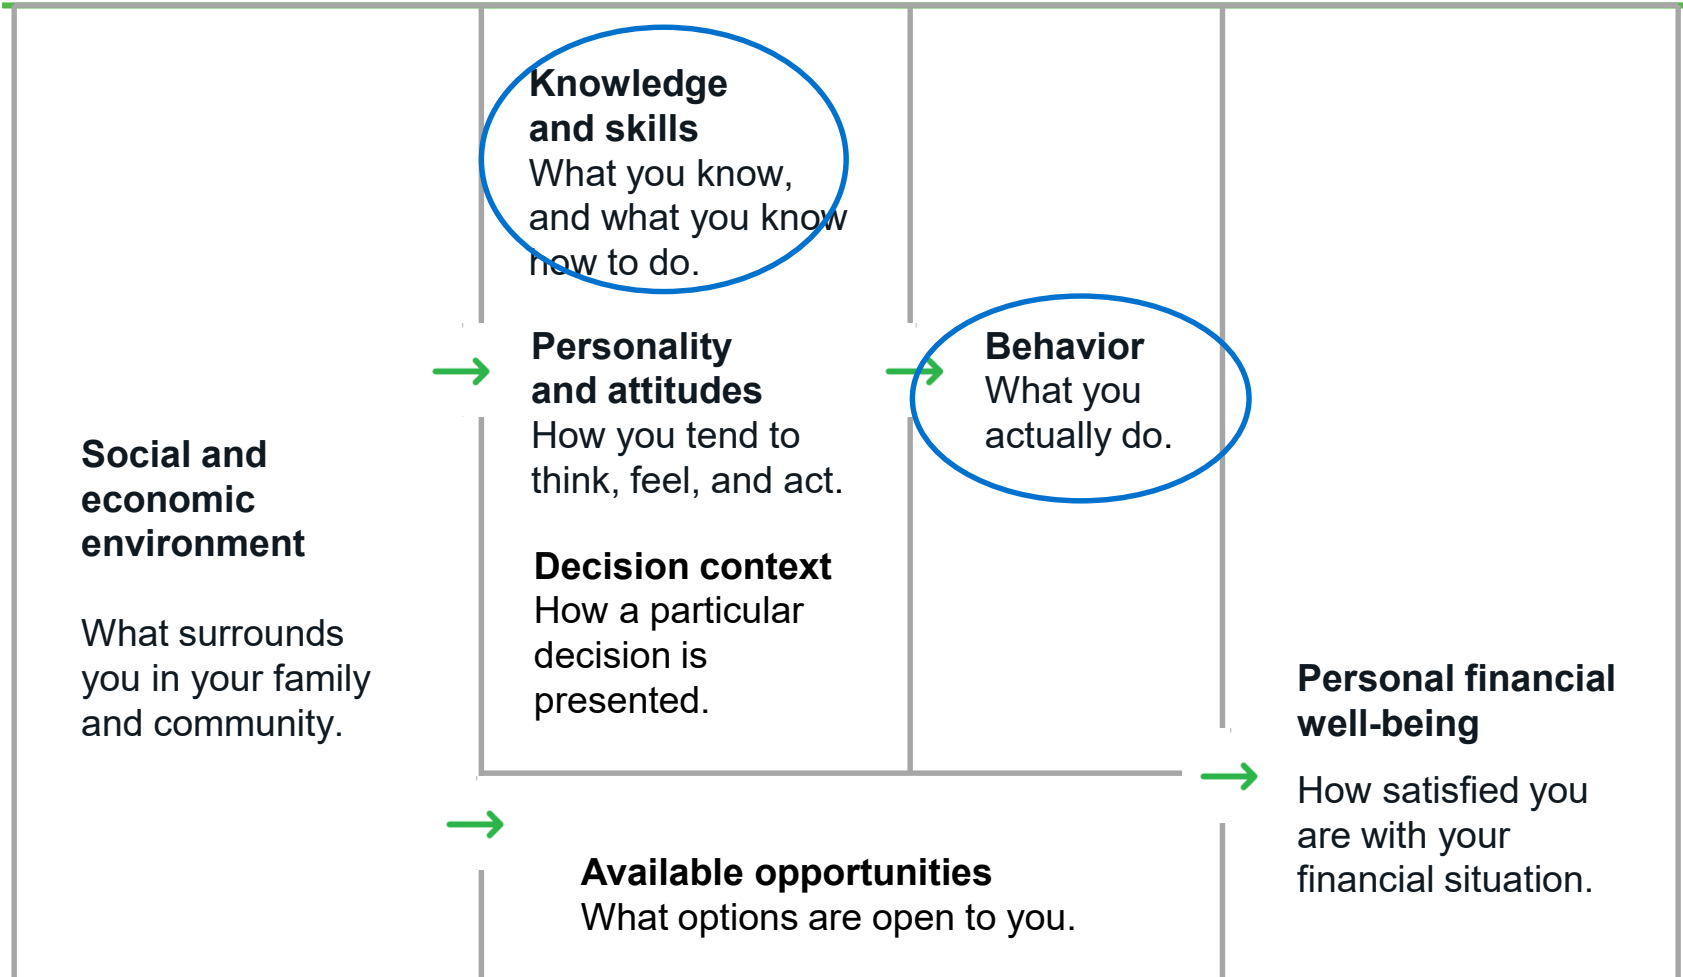 Social and
economic
environment
What surrounds
you in your family
and community.
Knowledge
and skills
What you know,
and what you know
how to do.
Personality
and attitudes
How you tend to
think, feel, and act.
Decision context
How a particular
decision is
presented.
Behavior
What you
actually do.
Available opportunities
What options are open to you.
Personal financial
well-being
How satisfied you
are with your
financial situation.